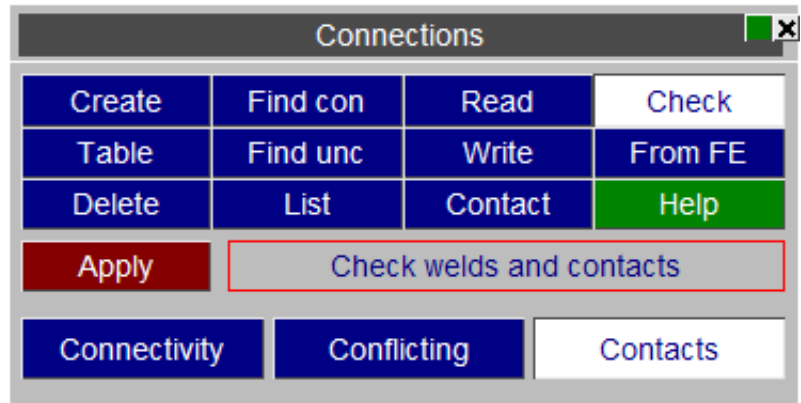 Connections
Create Find con Read Check
Table Find unc Write From FE
Delete List Contact Help
Apply Check welds and contacts
Connectivity Conflicting Contacts